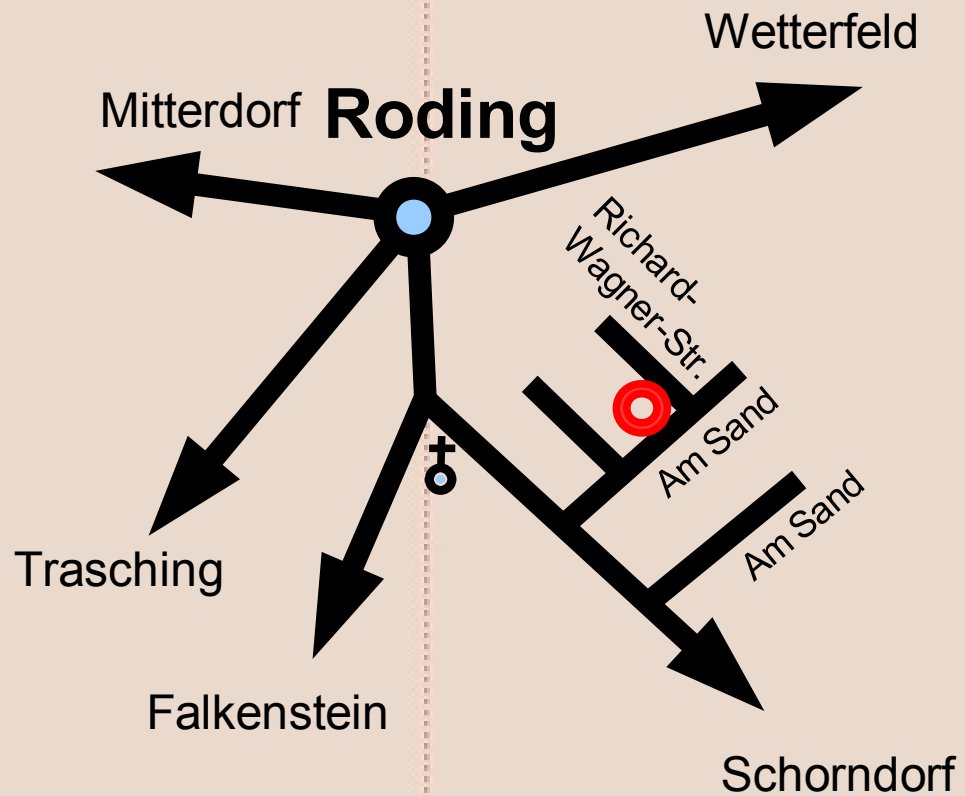 Wetterfeld
Mitterdorf
Roding
Richard-
Wagner-Str.
Am Sand
Am Sand
Trasching
Falkenstein
Schorndorf